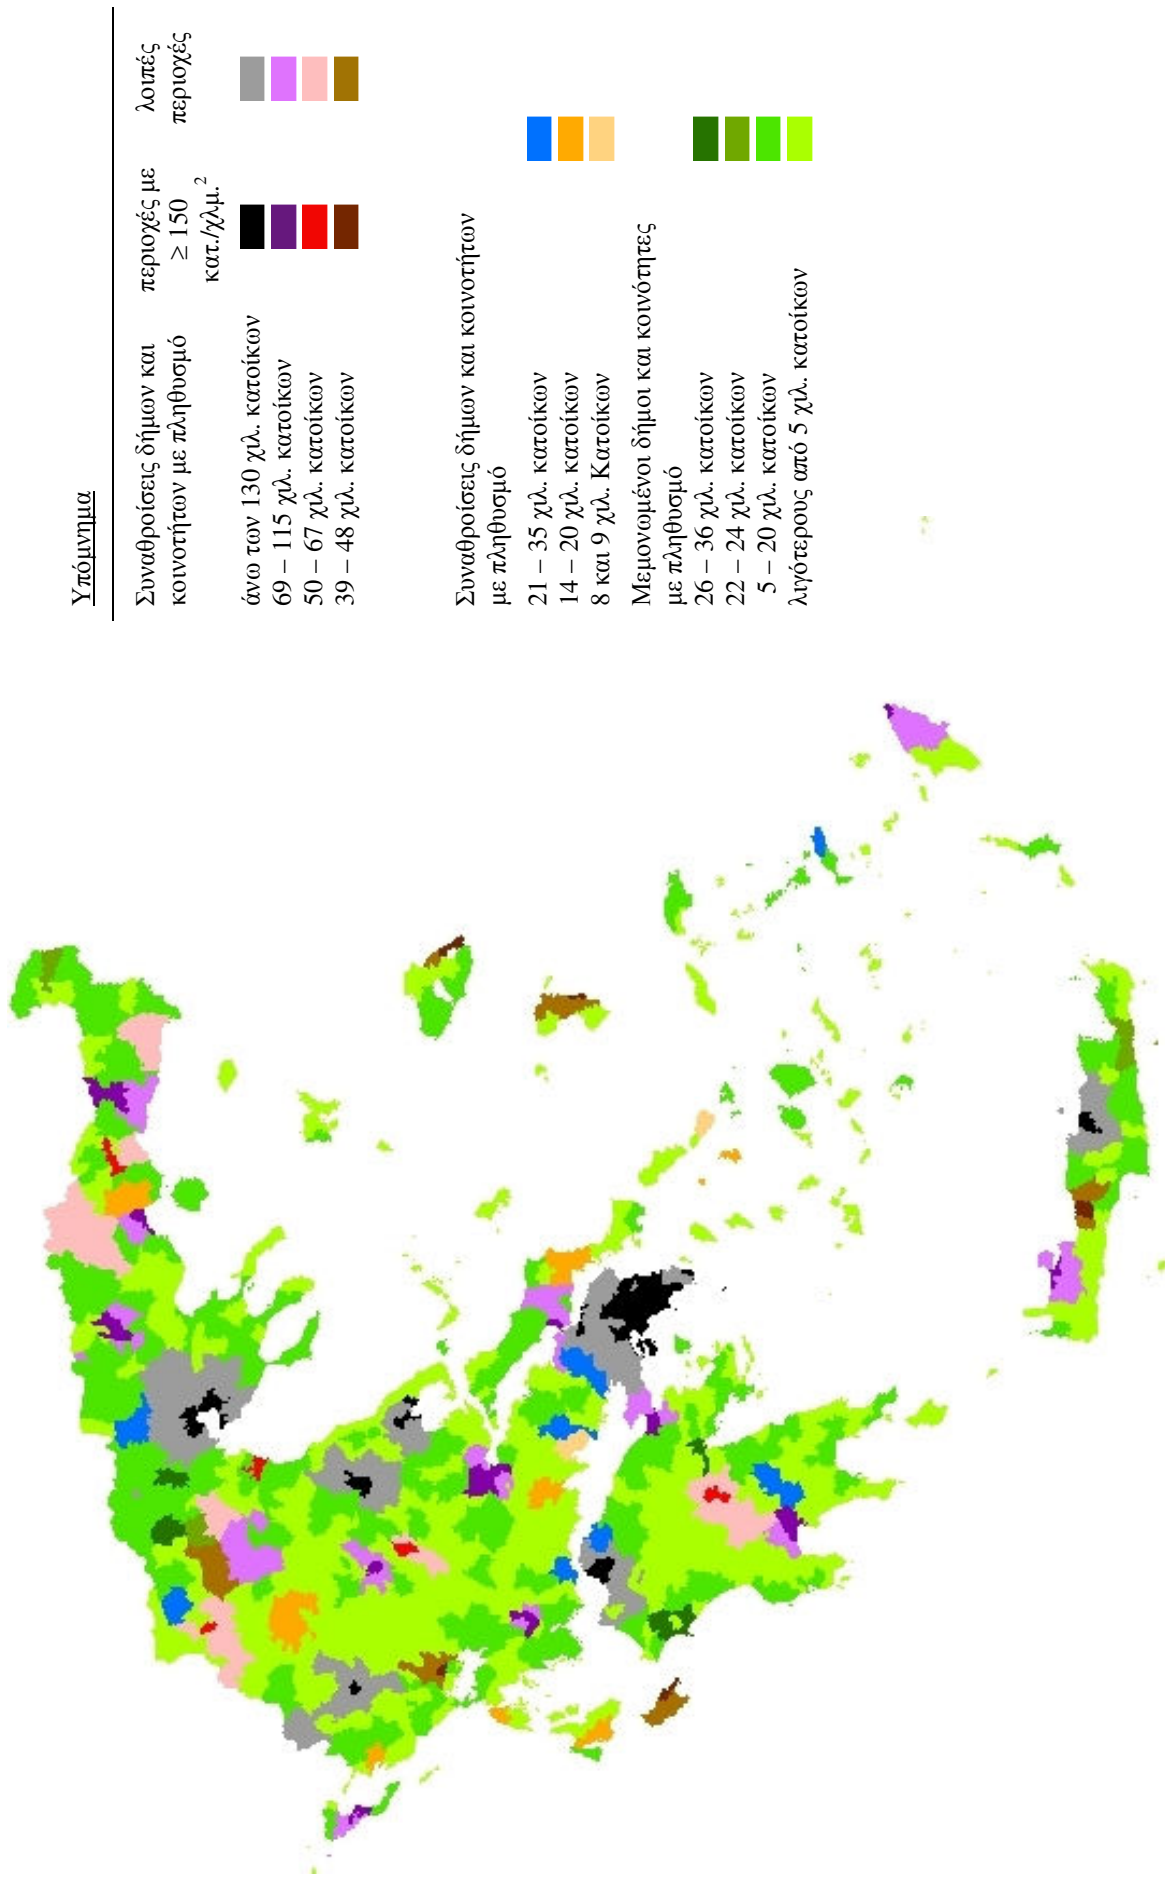 Υπόμνημα
Συναθροίσεις δήμων και
κοινοτήτων με πληθυσμό
περιοχές με
≥ 150
κατ./χλμ.²
λοιπές
περιοχές
άνω των 130 χιλ. κατοίκων
69 – 115 χιλ. κατοίκων
50 – 67 χιλ. κατοίκων
39 – 48 χιλ. κατοίκων
Συναθροίσεις δήμων και κοινοτήτων
με πληθυσμό
21 – 35 χιλ. κατοίκων
14 – 20 χιλ. κατοίκων
8 και 9 χιλ. Κατοίκων
Μεμονωμένοι δήμοι και κοινότητες
με πληθυσμό
26 – 36 χιλ. κατοίκων
22 – 24 χιλ. κατοίκων
5 – 20 χιλ. κατοίκων
λιγότερους από 5 χιλ. κατοίκων